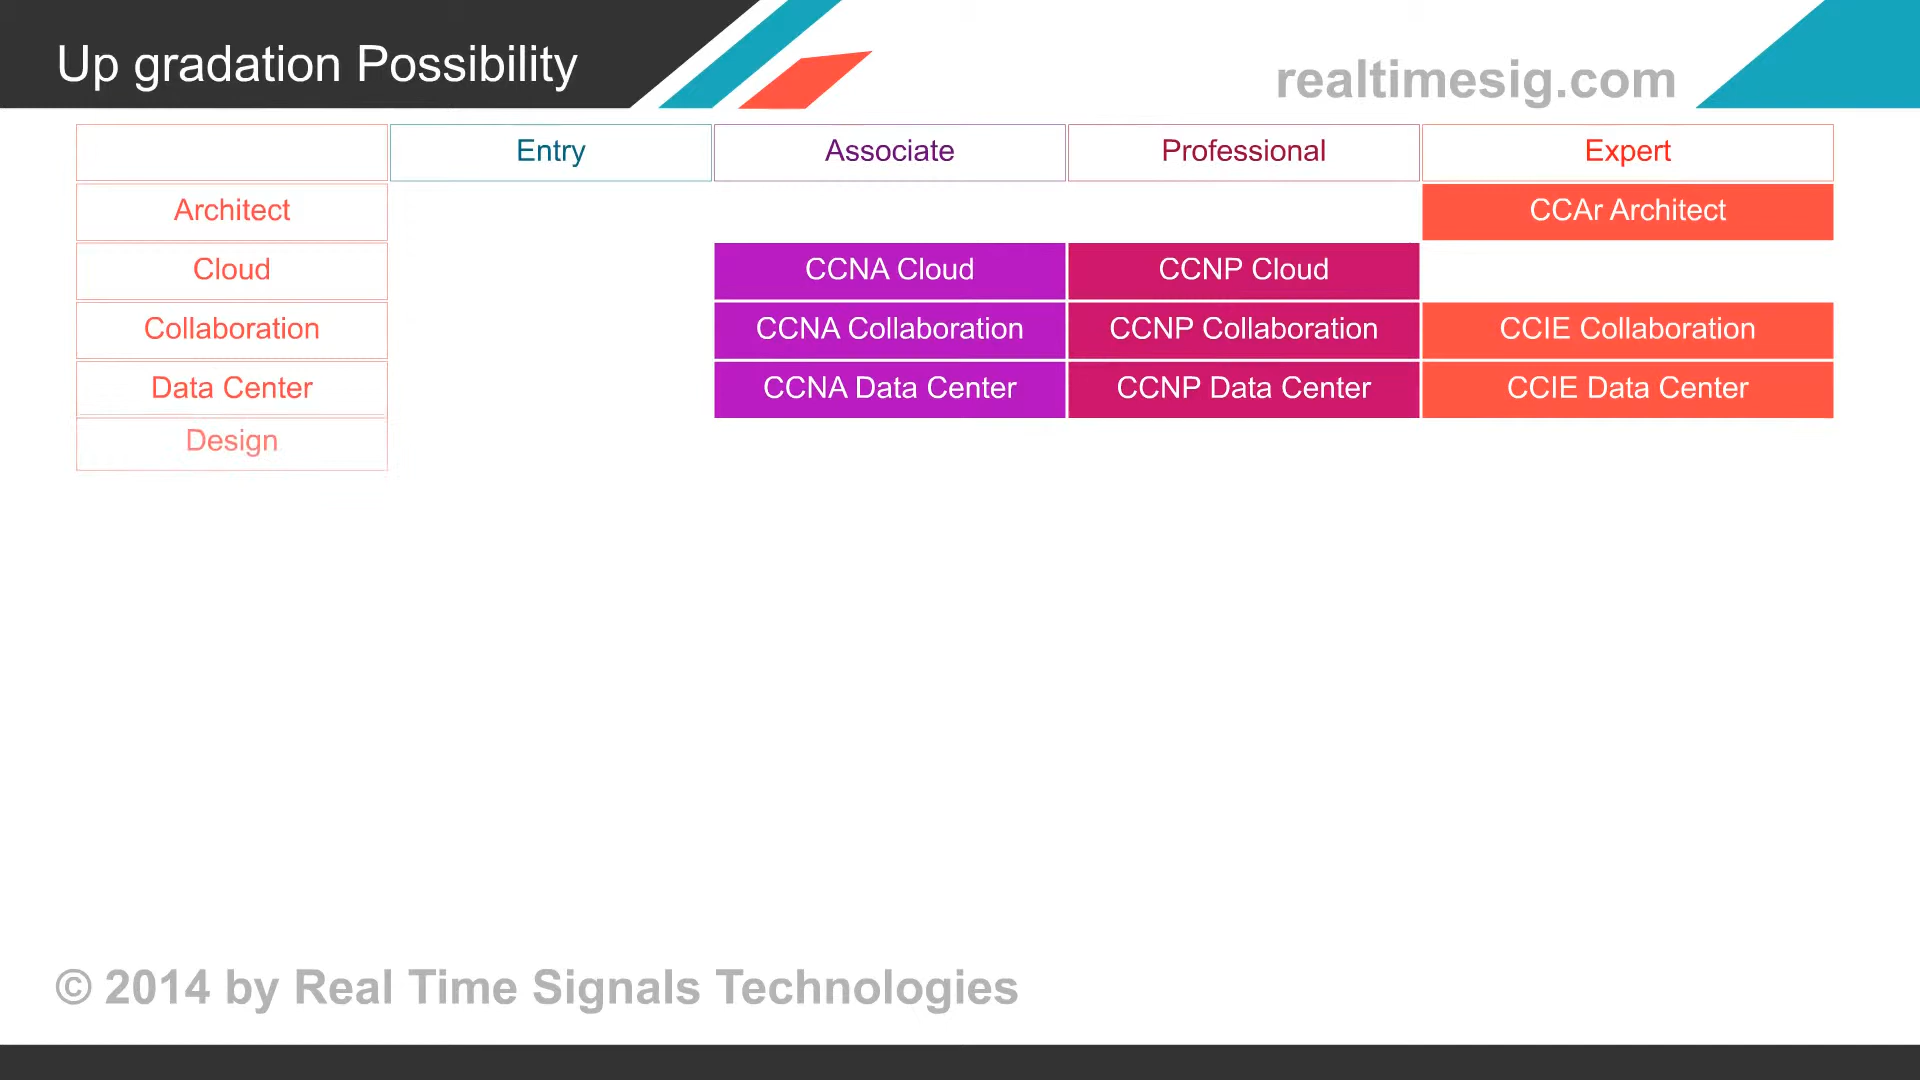 Up gradation Possibility
realtimesig.com
Entry Associate Professional Expert
Architect CCAr Architect
Cloud CCNA Cloud CCNP Cloud
Collaboration CCNA Collaboration CCNP Collaboration CCIE Collaboration
Data Center CCNA Data Center CCNP Data Center CCIE Data Center
Design
© 2014 by Real Time Signals Technologies